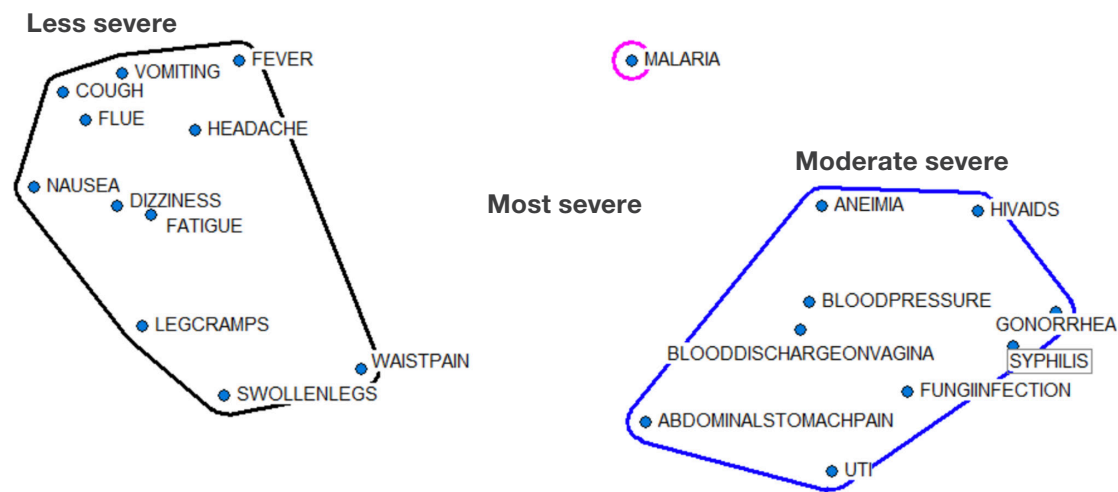 Less severe
FEVER
VOMITING
COUGH
FLUE
HEADACHE
NAUSEA
DIZZINESS
FATIGUE
LEGCRAMPS
WAISTPAIN
SWOLLENLEGS
MALARIA
Most severe
Moderate severe
ANEIMIA
HIVAIDS
BLOODPRESSURE
GONORRHEA
BLOODDISCHARGEONVAGINA
SYPHILIS
FUNGIINFECTION
ABDOMINALSTOMACHPAIN
UTI